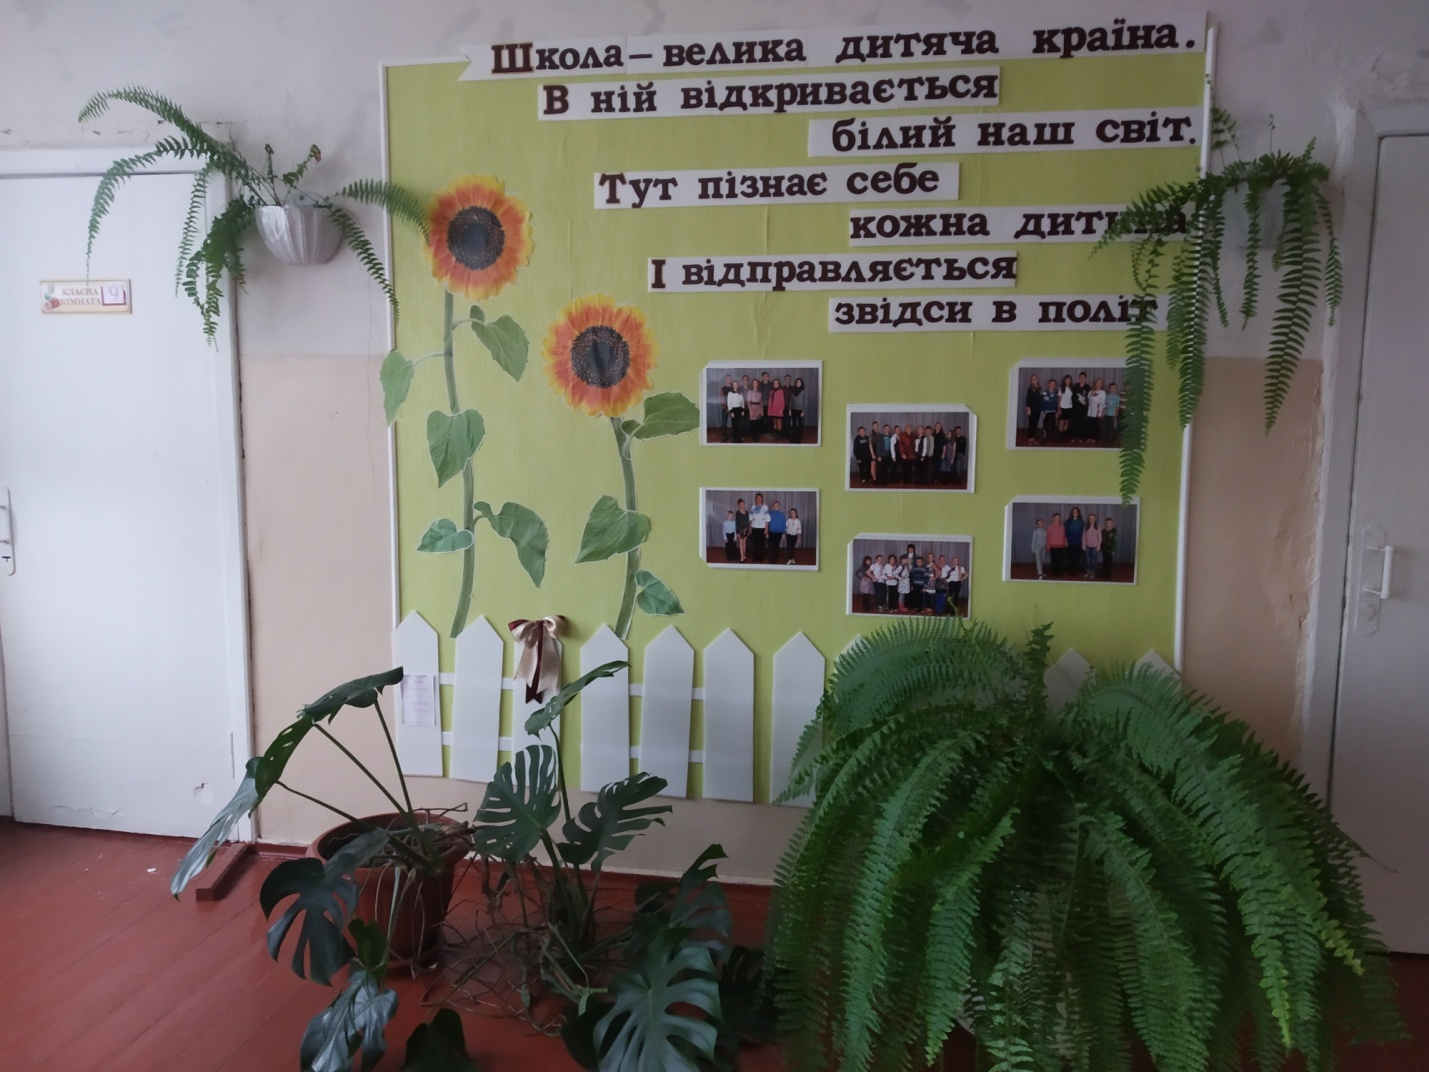 Школа – велика дитяча країна.
В ній відкривається
білий наш світ.
Тут пізнає себе
кожна дитина
І відправляється
звідси в політ
КЛАСНА
КІМНАТА 9